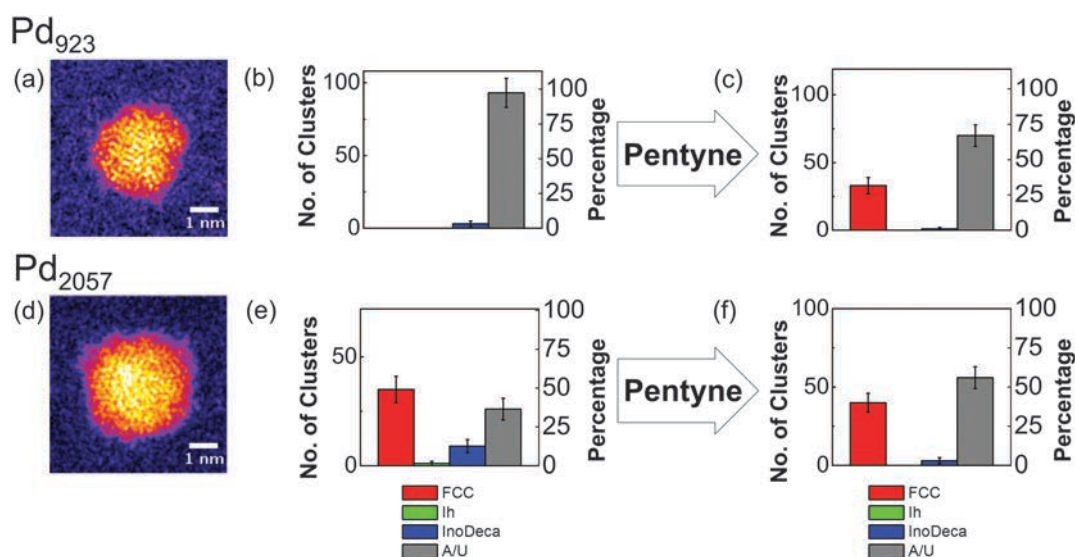 Pd923
(a)
1 nm
(b)
No. of Clusters
100
50
0
100
75
50
25
0
Percentage
Pentyne
(c)
No. of Clusters
100
50
0
100
75
50
25
0
Percentage
Pd2057
(d)
1 nm
(e)
No. of Clusters
50
0
100
75
50
25
0
Percentage
Pentyne
(f)
No. of Clusters
100
50
0
100
75
50
25
0
Percentage
FCC
Ih
InoDeca
A/U
FCC
Ih
InoDeca
A/U